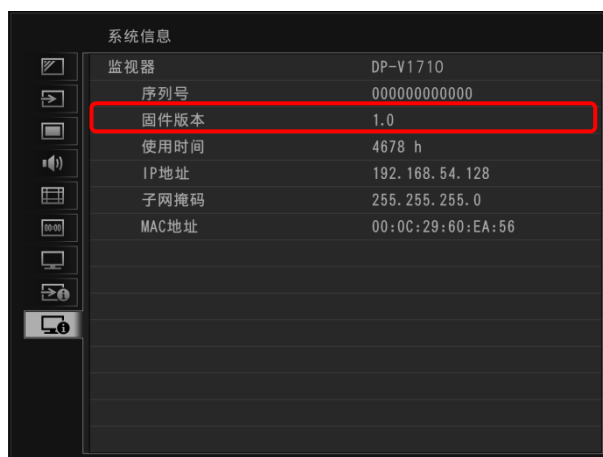 系统信息
监视器 DP-V1710
序列号 000000000000
固件版本 1.0
使用时间 4678 h
IP地址 192.168.54.128
子网掩码 255.255.255.0
00:00
MAC地址 00:0C:29:60:EA:56